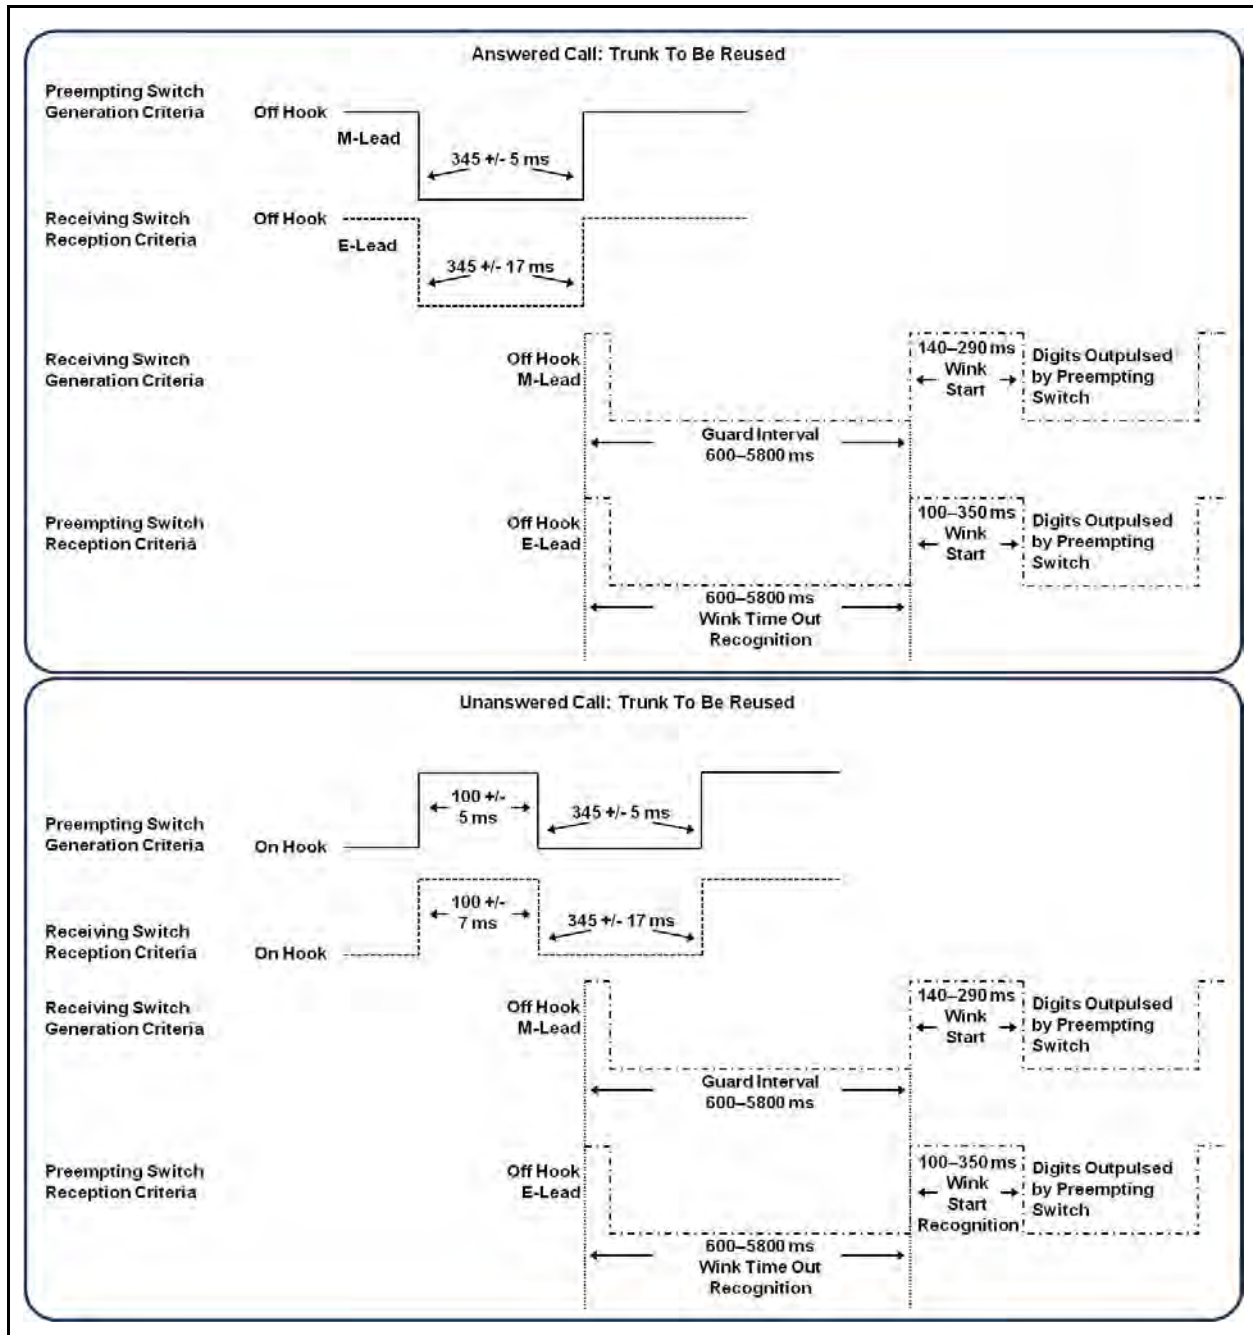 Answered Call: Trunk To Be Reused
Preempting Switch
Generation Criteria
Off Hook
M-Lead
345 +/- 5 ms
Receiving Switch
Reception Criteria
Off Hook
E-Lead
345 +/- 17 ms
Receiving Switch
Generation Criteria
Off Hook
M-Lead
140–290 ms
Wink
Start
Digits Outpulsed
by Preempting
Switch
Guard Interval
600–5800 ms
Preempting Switch
Reception Criteria
Off Hook
E-Lead
100–350 ms
Wink
Start
Digits Outpulsed
by Preempting
Switch
600–5800 ms
Wink Time Out
Recognition
Unanswered Call: Trunk To Be Reused
Preempting Switch
Generation Criteria
On Hook
100 +/-
5 ms
345 +/- 5 ms
Receiving Switch
Reception Criteria
On Hook
100 +/-
7 ms
345 +/- 17 ms
Receiving Switch
Generation Criteria
Off Hook
M-Lead
140–290 ms
Wink
Start
Digits Outpulsed
by Preempting
Switch
Guard Interval
600–5800 ms
Preempting Switch
Reception Criteria
Off Hook
E-Lead
100–350 ms
Wink
Start
Recognition
Digits Outpulsed
by Preempting
Switch
600–5800 ms
Wink Time Out
Recognition